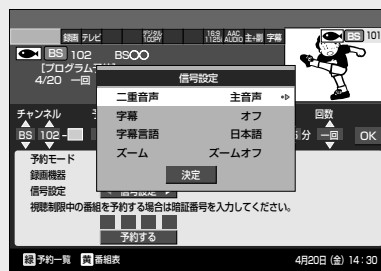 録画 テレビ デジタル 1COPY 16:9 1125i AAC AUDIO 主+副 字幕
BS 101
BS 102 BS〇〇
[プログラム
4/20 一回
信号設定
二重音声 主音声
字幕 オフ
字幕言語 日本語
ズーム ズームオフ
決定
チャンネル 回数
BS 102- 分 一回 OK
予約モード
録画機器
信号設定
視聴制限中の番組を予約する場合は暗証番号を入力してください。
予約する
緑 予約一覧 黄 番組表 4月20日 (金) 14:30